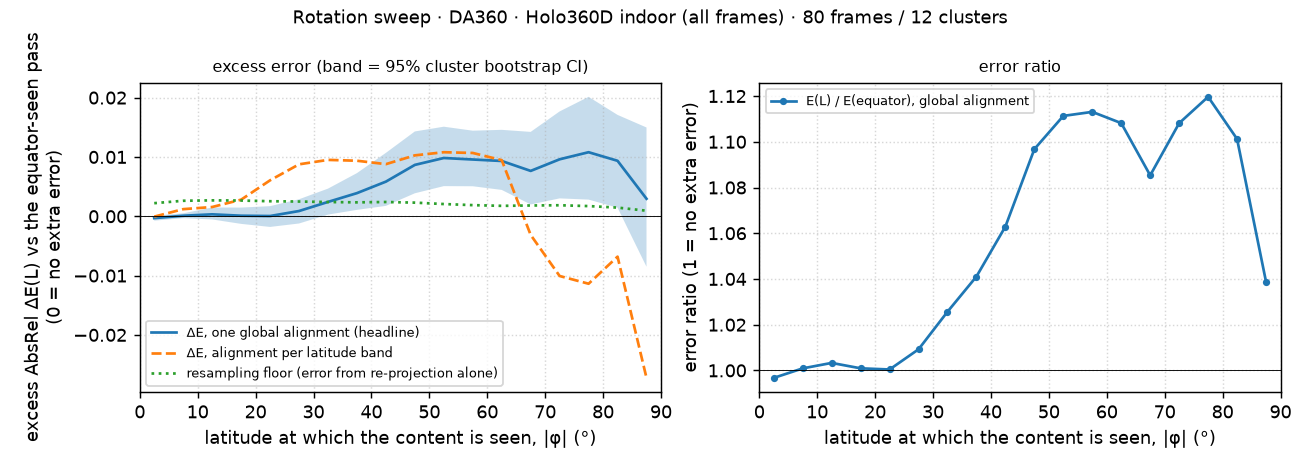 Rotation sweep · DA360 · Holo360D indoor (all frames) · 80 frames / 12 clusters
excess error (band = 95% cluster bootstrap CI)
excess AbsRel ΔE(L) vs the equator-seen pass
(0 = no extra error)
0.02
0.01
0.00
−0.01
−0.02
ΔE, one global alignment (headline)
ΔE, alignment per latitude band
resampling floor (error from re-projection alone)
0 10 20 30 40 50 60 70 80 90
latitude at which the content is seen, |φ| (°)
error ratio
error ratio (1 = no extra error)
1.12
1.10
1.08
1.06
1.04
1.02
1.00
E(L) / E(equator), global alignment
0 10 20 30 40 50 60 70 80 90
latitude at which the content is seen, |φ| (°)